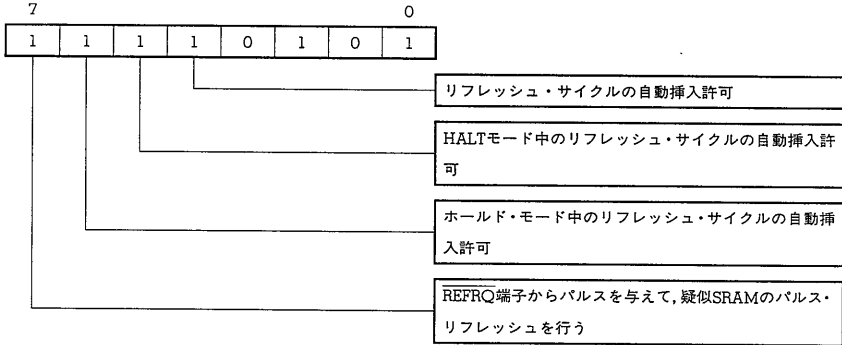 7 0
1 1 1 1 0 1 0 1
リフレッシュ・サイクルの自動挿入許可
HALTモード中のリフレッシュ・サイクルの自動挿入許
可
ホールド・モード中のリフレッシュ・サイクルの自動挿
入許可
REFRQ端子からパルスを与えて,疑似SRAMのパルス・
リフレッシュを行う